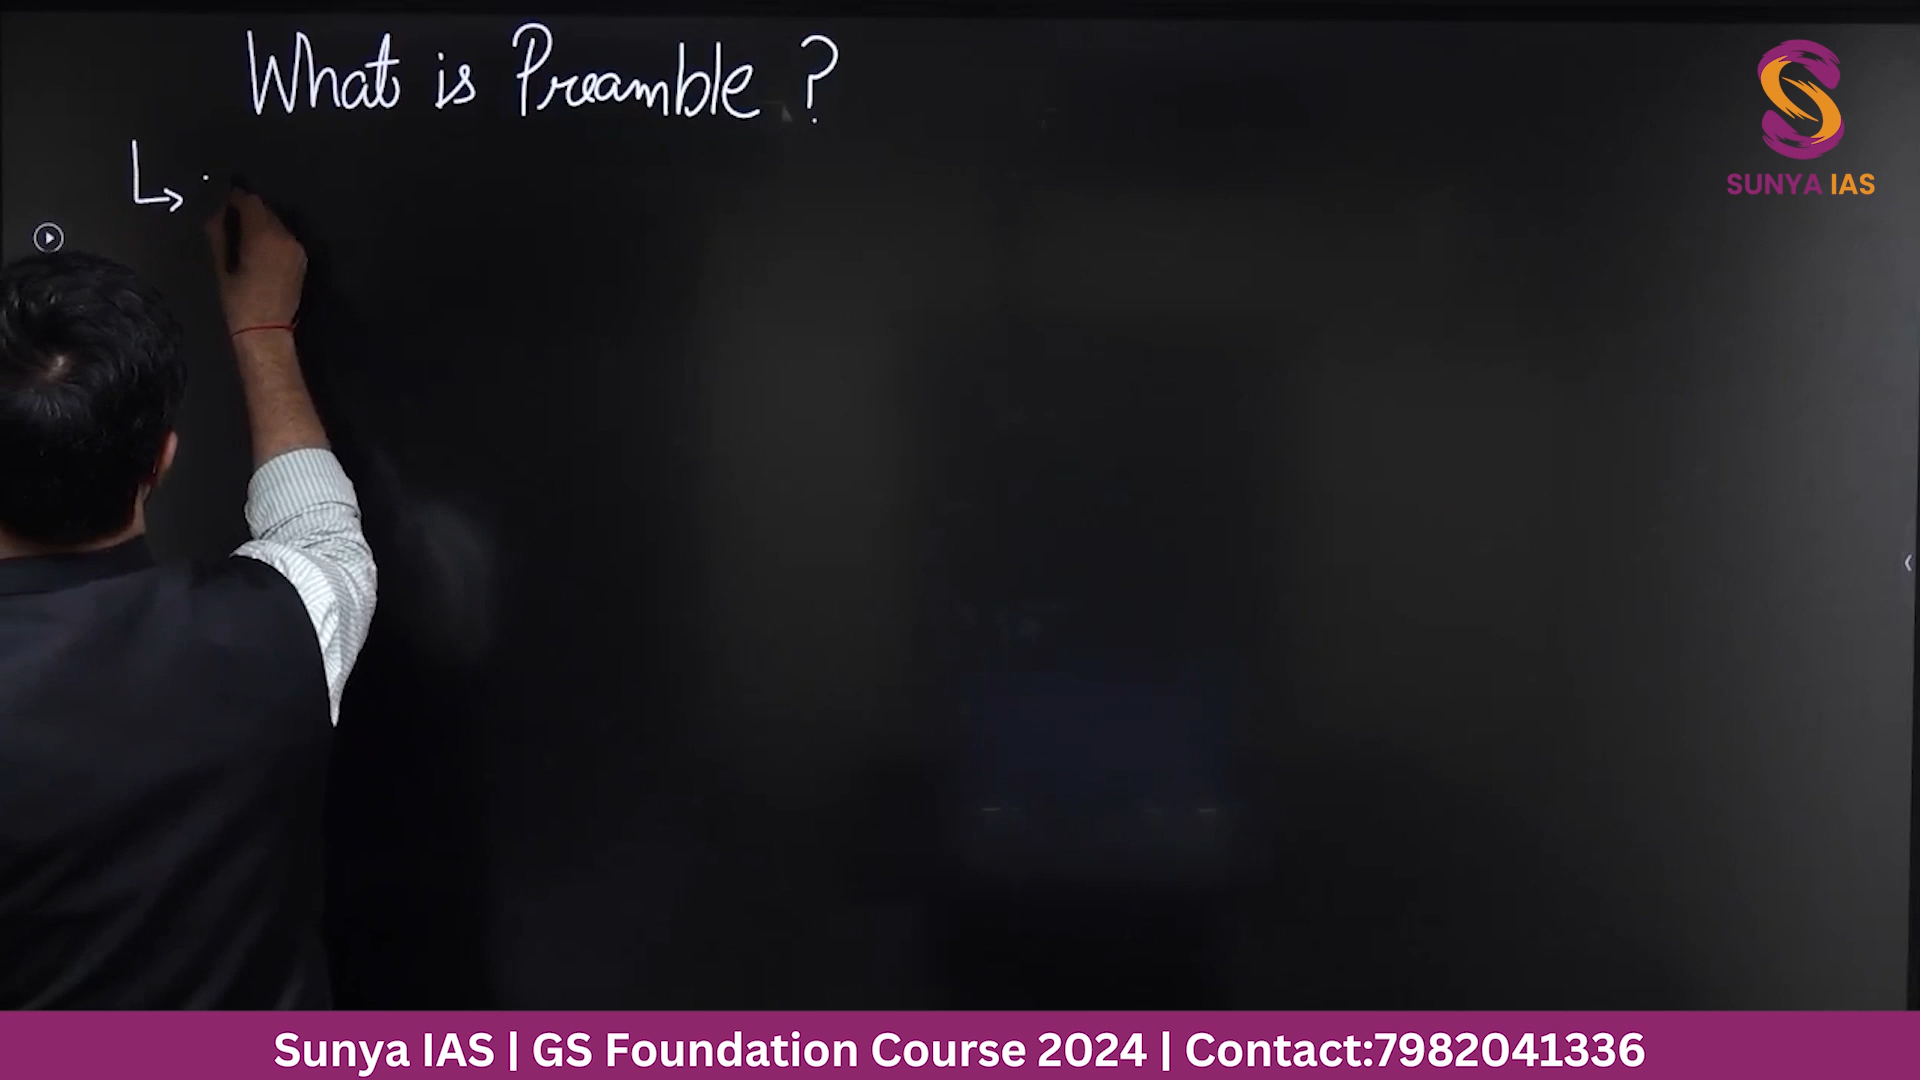 What is Preamble ?
SUNYA IAS
Sunya IAS | GS Foundation Course 2024 | Contact:7982041336